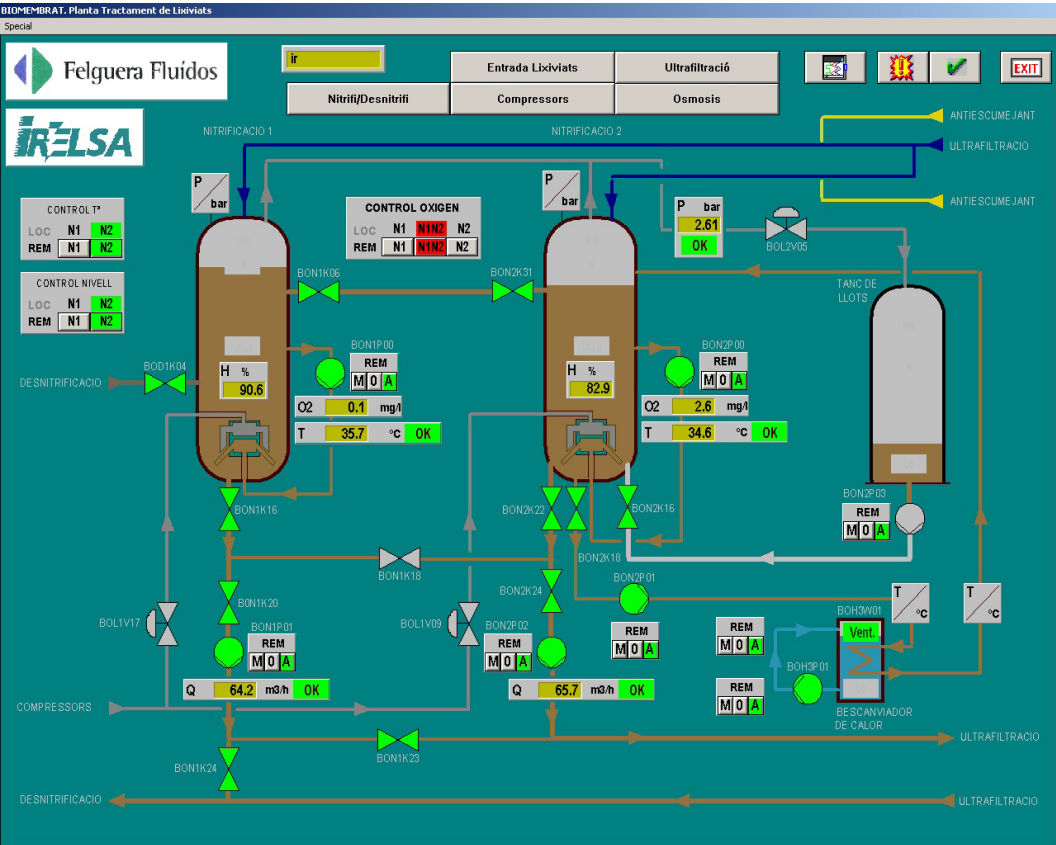 BIOMEMBRAT. Planta Tractament de Lixiviats
Special
Felguera Fluídos
ir
Entrada Lixiviats
Ultrafiltració
EXIT
Nitrifi/Desnitrifi
Compressors
Osmosis
IRELSA
NITRIFICACIO 1
NITRIFICACIO 2
ANTIESCUMEJANT
ULTRAFILTRACIO
ANTIESCUMEJANT
P bar
P bar
CONTROL Tª
LOC N1 N2
REM N1 N2
CONTROL OXIGEN
LOC N1 N1N2 N2
REM N1 N1N2 N2
P bar
2.61
OK
BOL2V05
CONTROL NIVELL
LOC N1 N2
REM N1 N2
BON1K06
BON2K31
TANC DE
LLOTS
BON1P00
REM
M 0 A
BON2P00
REM
M 0 A
DESNITRIFICACIO
BOD1K04
H %
90.6
H %
82.9
O2 0.1 mg/l
T 35.7 ºC OK
O2 2.6 mg/l
T 34.6 ºC OK
BON1K16
BON2K22
BON2K16
BON2P03
REM
M 0 A
BON1K18
BON2K18
BON1K20
BON2K24
BON2P01
REM
M 0 A
T ºC
T ºC
BOL1V17
BON1P01
REM
M 0 A
BOL1V09
BON2P02
REM
M 0 A
REM
M 0 A
BOH3W01
Vent.
BOH3P01
REM
M 0 A
Q 64.2 m3/h OK
Q 65.7 m3/h OK
COMPRESSORS
BESCANVIADOR
DE CALOR
BON1K23
ULTRAFILTRACIO
BON1K24
DESNITRIFICACIO
ULTRAFILTRACIO